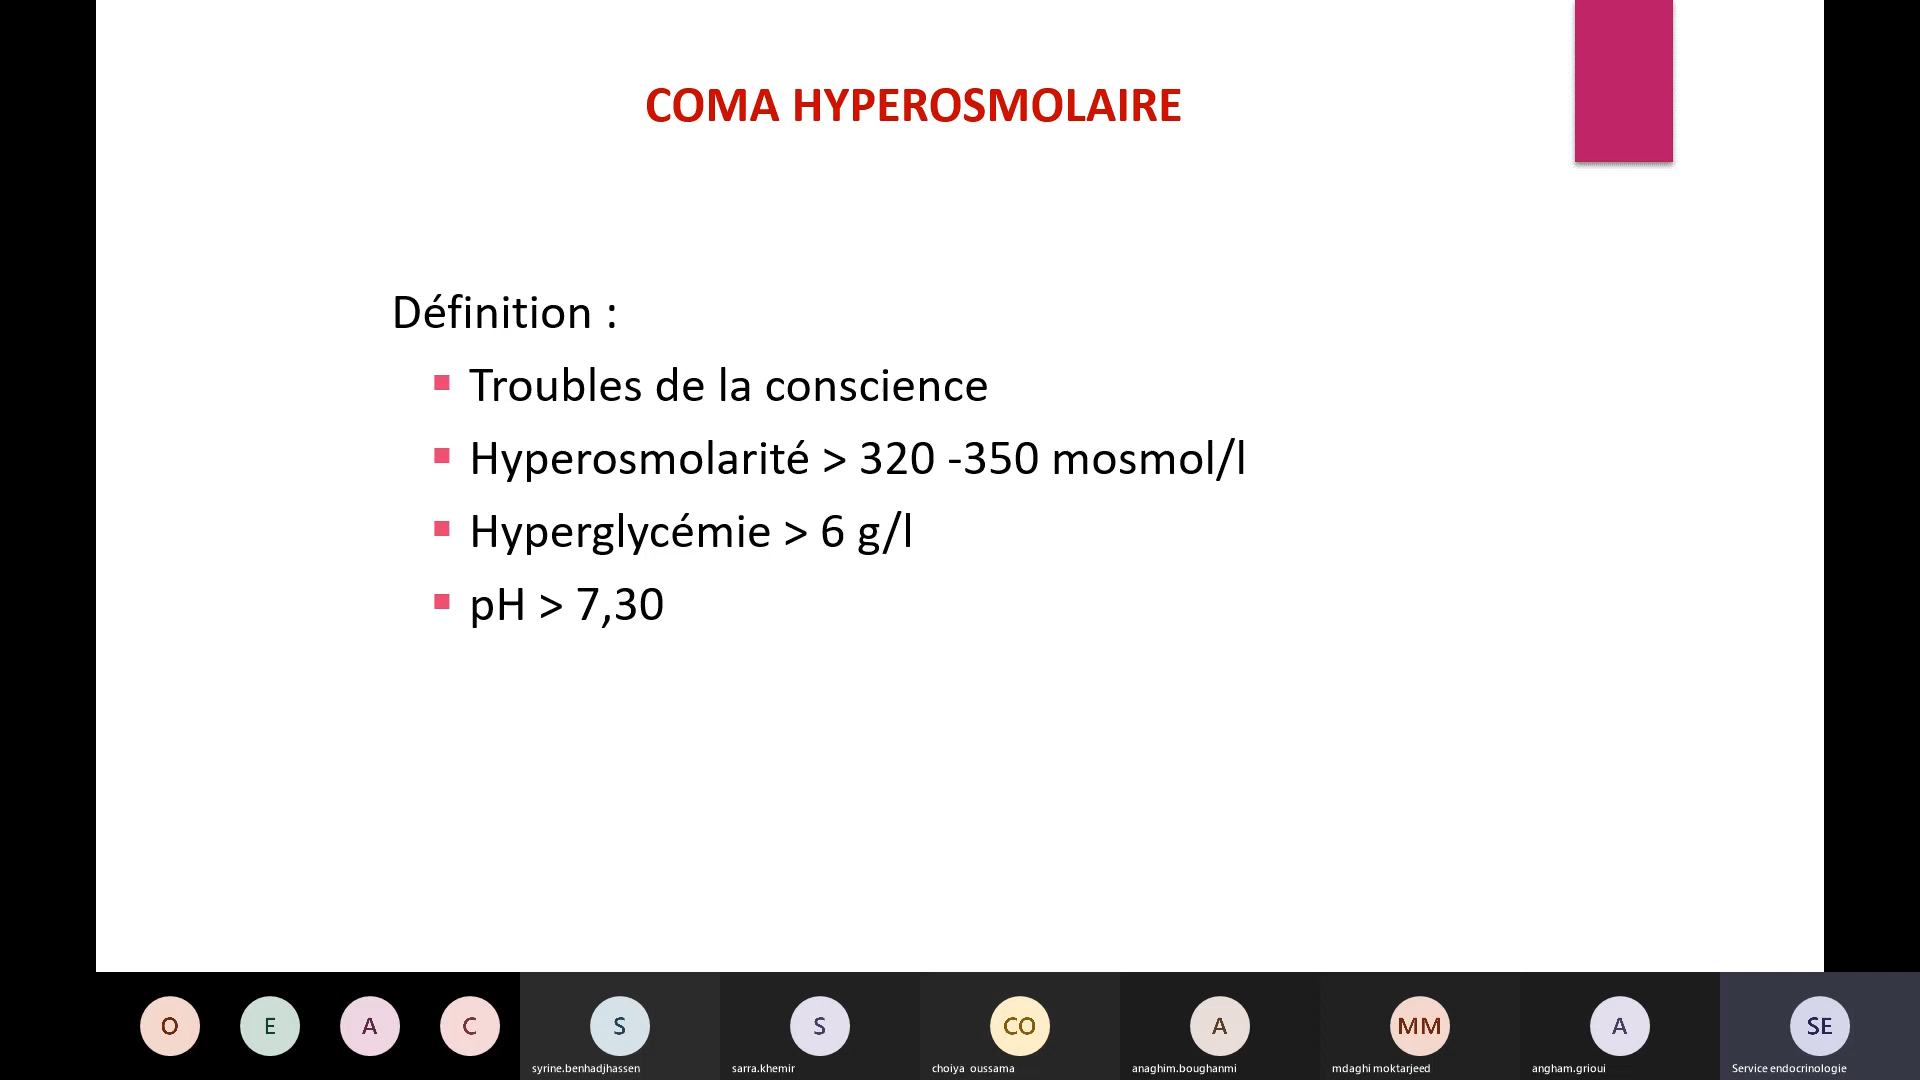 COMA HYPEROSMOLAIRE
Définition :
▪ Troubles de la conscience
▪ Hyperosmolarité > 320 -350 mosmol/l
▪ Hyperglycémie > 6 g/l
▪ pH > 7,30
O
E
A
C
S
S
CO
A
MM
A
SE
syrine.benhadjhassen
sarra.khemir
choiya oussama
anaghim.boughanmi
mdaghi moktarjeed
angham.grioui
Service endocrinologie